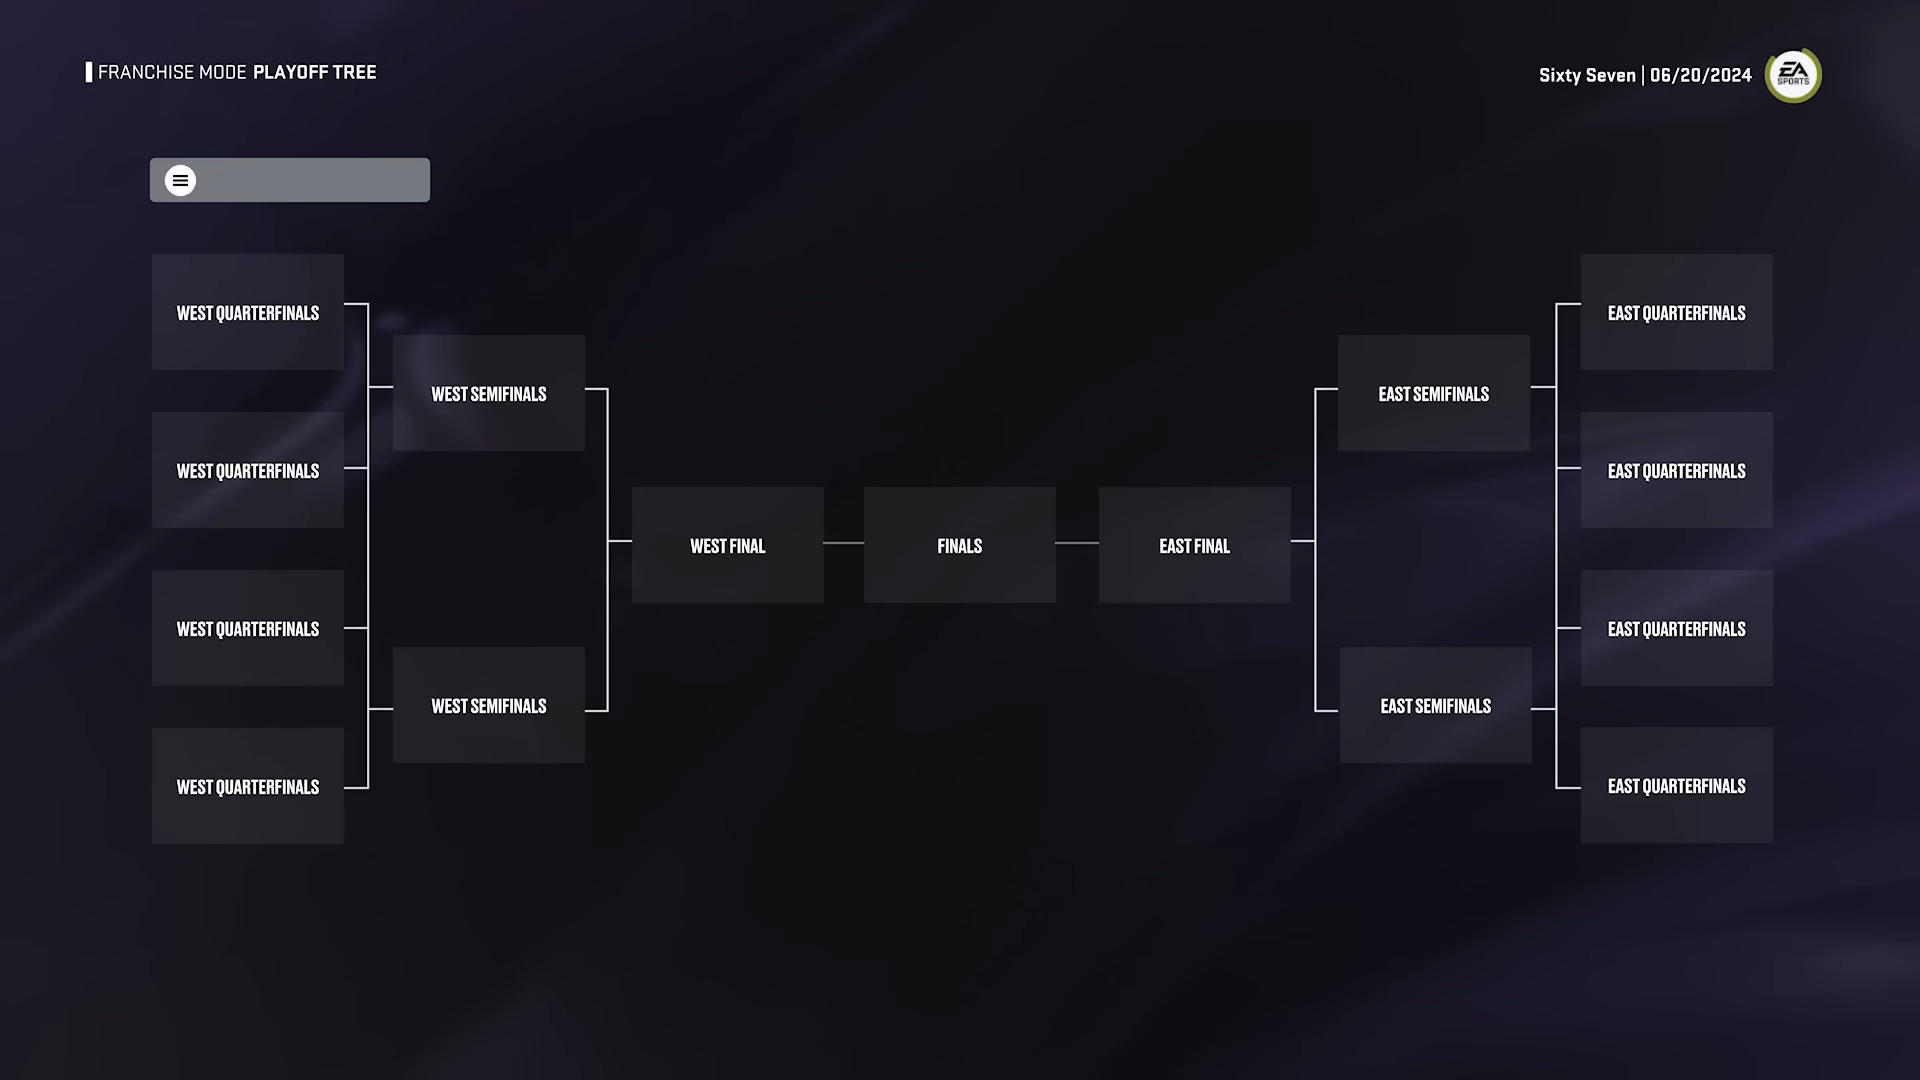 FRANCHISE MODE PLAYOFF TREE
Sixty Seven | 06/20/2024
EA SPORTS
WEST QUARTERFINALS
WEST QUARTERFINALS
WEST QUARTERFINALS
WEST QUARTERFINALS
WEST SEMIFINALS
WEST SEMIFINALS
WEST FINAL
FINALS
EAST FINAL
EAST SEMIFINALS
EAST SEMIFINALS
EAST QUARTERFINALS
EAST QUARTERFINALS
EAST QUARTERFINALS
EAST QUARTERFINALS